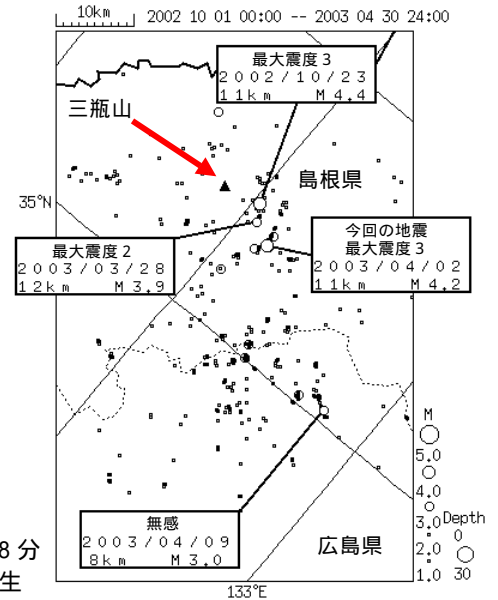 10km 2002 10 01 00:00 -- 2003 04 30 24:00
最大震度3
2002/10/23
11km M4.4
三瓶山
島根県
35°N
今回の地震
最大震度3
2003/04/02
11km M4.2
最大震度2
2003/03/28
12km M3.9
M
5.0
4.0
3.0
2.0
1.0
Depth
0
30
無感
2003/04/09
8km M3.0
広島県
8分
生
133°E